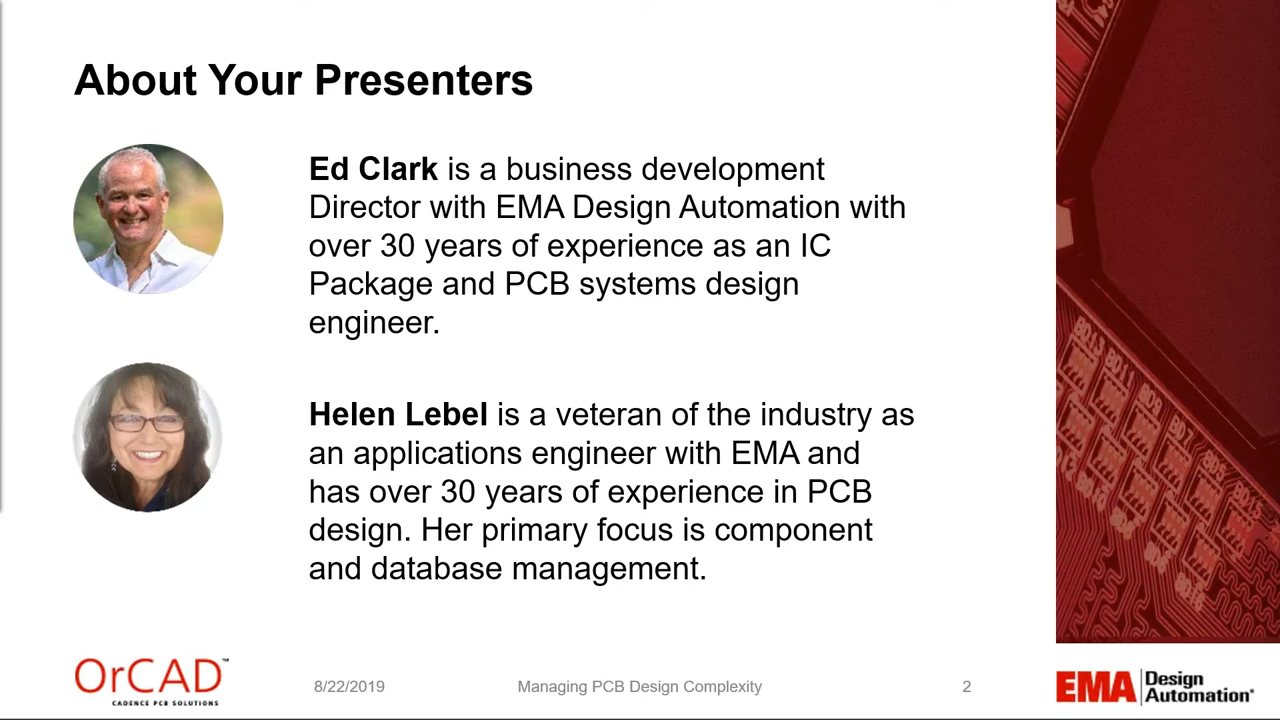 About Your Presenters
Ed Clark is a business development
Director with EMA Design Automation with
over 30 years of experience as an IC
Package and PCB systems design
engineer.
Helen Lebel is a veteran of the industry as
an applications engineer with EMA and
has over 30 years of experience in PCB
design. Her primary focus is component
and database management.
OrCAD™
CADENCE PCB SOLUTIONS
8/22/2019
Managing PCB Design Complexity
2
EMA Design
Automation®